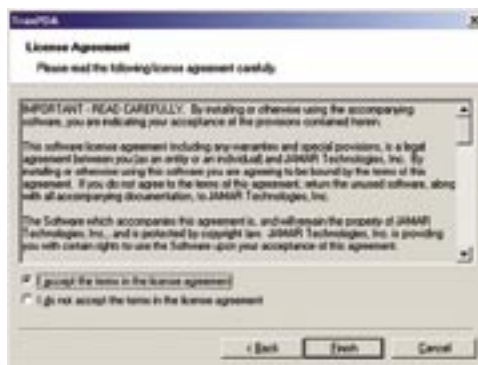 TraxPDA
License Agreement
Please read the following license agreement carefully.
IMPORTANT - READ CAREFULLY. By installing or otherwise using the accompanying
software, you are indicating your acceptance of the provisions contained herein.
This software license agreement including any warranties and special provisions, is a legal
agreement between you (as an entity or an individual) and JAMAR Technologies, Inc. By
installing or otherwise using this software you are agreeing to be bound by the terms of this
agreement. If you do not agree to the terms of this agreement, return the unused software, along
with all accompanying documentation, to JAMAR Technologies, Inc.
The Software which accompanies this agreement is, and will remain the property of JAMAR
Technologies, Inc., and is protected by copyright law. JAMAR Technologies, Inc. is providing
you with certain rights to use the Software upon your acceptance of this agreement.
I accept the terms in the license agreement
I do not accept the terms in the license agreement
< Back
Finish
Cancel